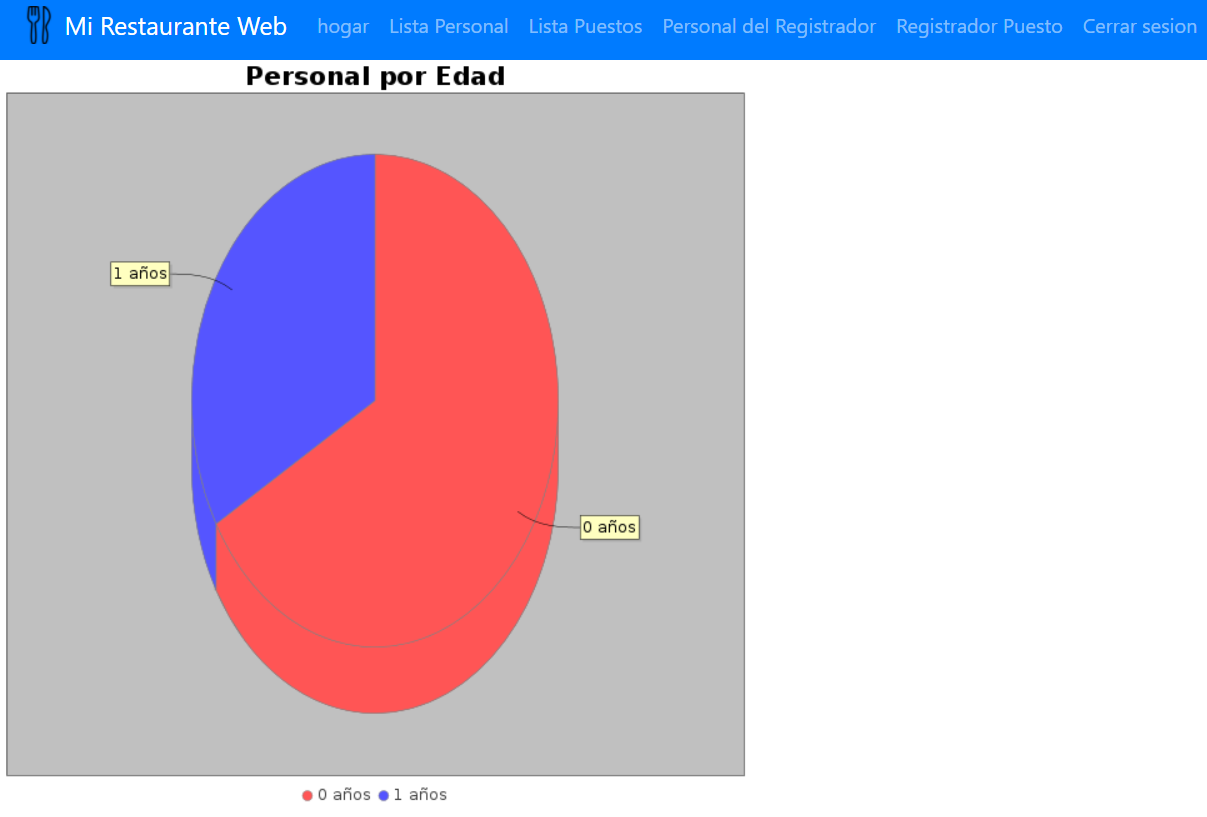 Mi Restaurante Web hogar Lista Personal Lista Puestos Personal del Registrador Registrador Puesto Cerrar sesion
Personal por Edad
1 años
0 años
0 años 1 años